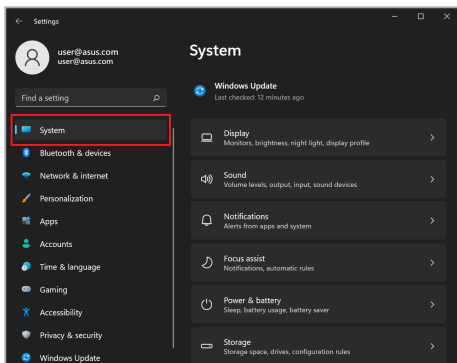 Settings
user@asus.com
user@asus.com
Find a setting
System
Bluetooth & devices
Network & internet
Personalization
Apps
Accounts
Time & language
Gaming
Accessibility
Privacy & security
Windows Update
System
Windows Update
Last checked: 12 minutes ago
Display
Monitors, brightness, night light, display profile
Sound
Volume levels, output, input, sound devices
Notifications
Alerts from apps and system
Focus assist
Notifications, automatic rules
Power & battery
Sleep, battery usage, battery saver
Storage
Storage space, drives, configuration rules